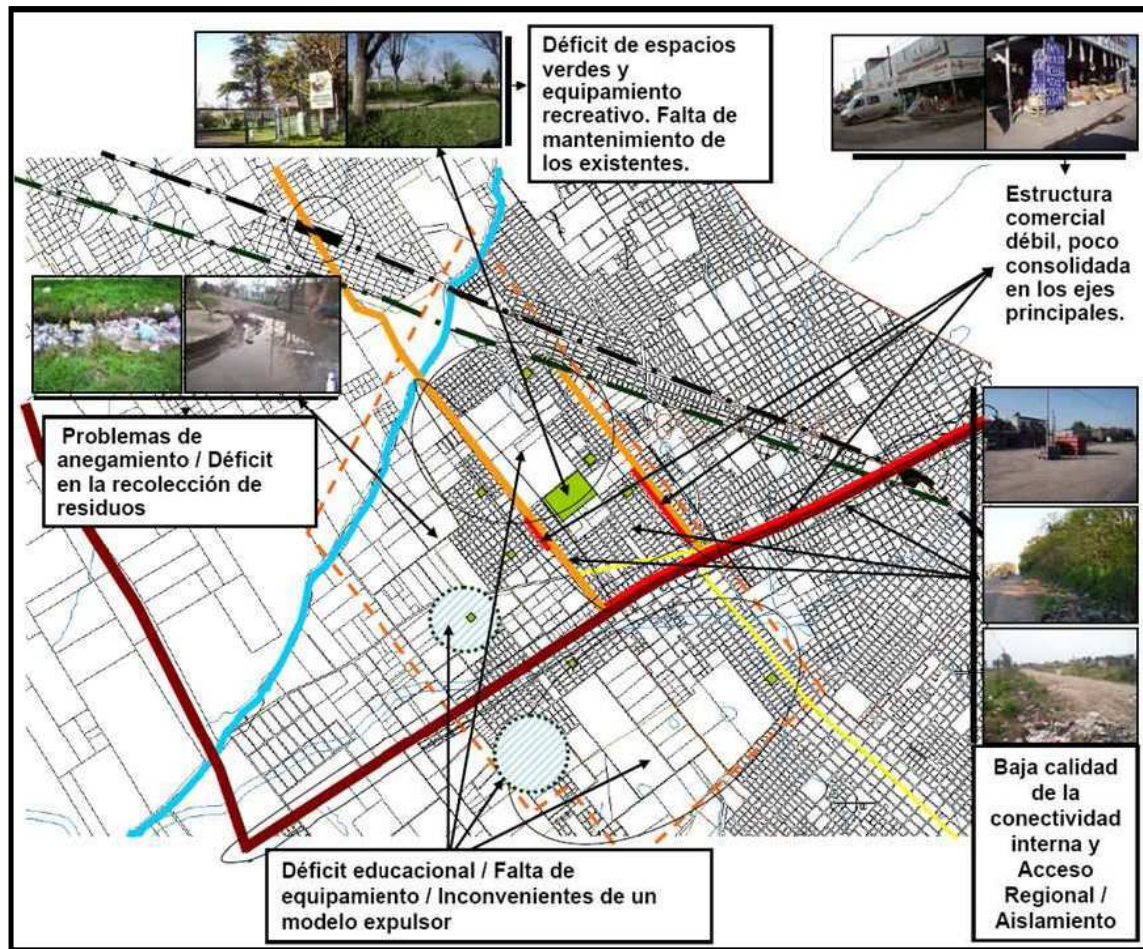 Déficit de espacios
verdes y
equipamiento
recreativo. Falta de
mantenimiento de
los existentes.
Estructura
comercial
débil, poco
consolidada
en los ejes
principales.
Problemas de
anegamiento / Déficit
en la recolección de
residuos
Déficit educacional / Falta de
equipamiento / Inconvenientes de un
modelo expulsor
Baja calidad
de la
conectividad
interna y
Acceso
Regional /
Aislamiento